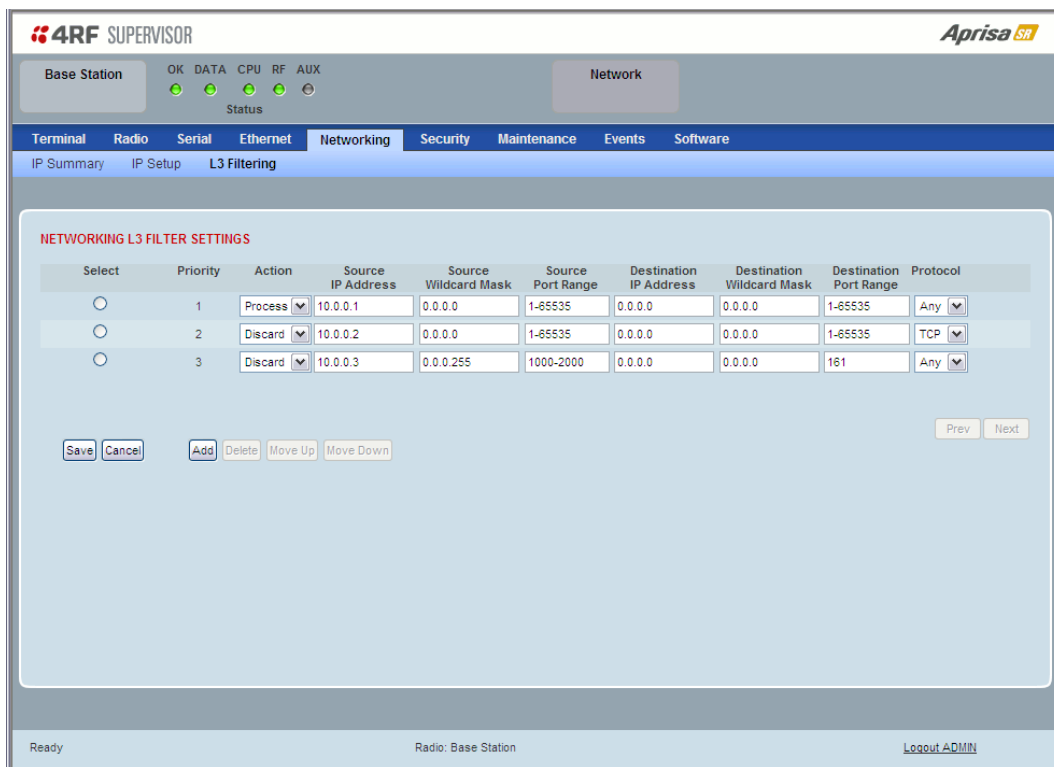 4RF SUPERVISOR
Aprisa SR
Base Station
OK DATA CPU RF AUX
Status
Network
Terminal Radio Serial Ethernet Networking Security Maintenance Events Software
IP Summary IP Setup L3 Filtering
NETWORKING L3 FILTER SETTINGS
Select Priority Action Source IP Address Source Wildcard Mask Source Port Range Destination IP Address Destination Wildcard Mask Destination Port Range Protocol
1 Process 10.0.0.1 0.0.0.0 1-65535 0.0.0.0 0.0.0.0 1-65535 Any
2 Discard 10.0.0.2 0.0.0.0 1-65535 0.0.0.0 0.0.0.0 1-65535 TCP
3 Discard 10.0.0.3 0.0.0.255 1000-2000 0.0.0.0 0.0.0.0 161 Any
Prev Next
Save Cancel Add Delete Move Up Move Down
Ready Radio: Base Station Logout ADMIN